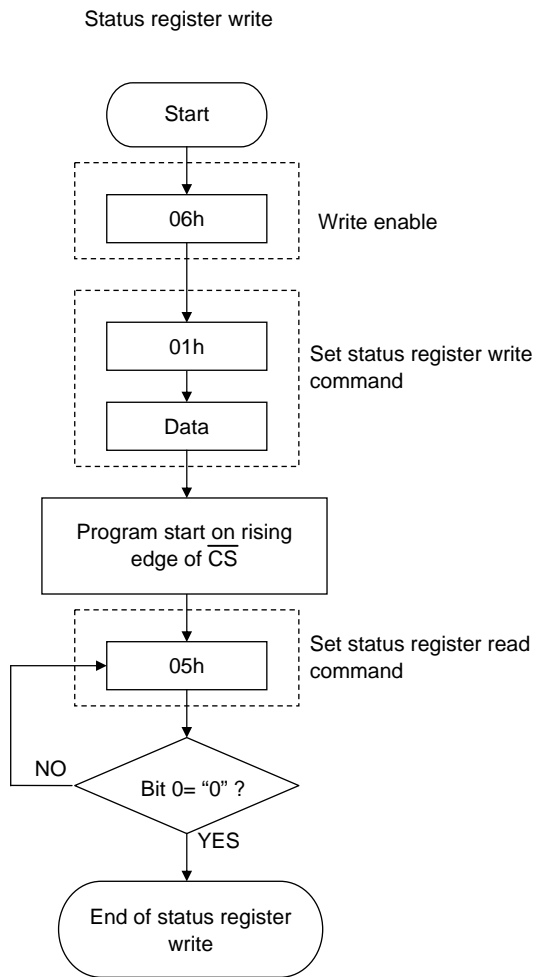 Status register write
Start
06h
Write enable
01h
Set status register write
command
Data
Program start on rising
edge of C̅S̅
Set status register read
command
05h
NO
Bit 0= “0” ?
YES
End of status register
write